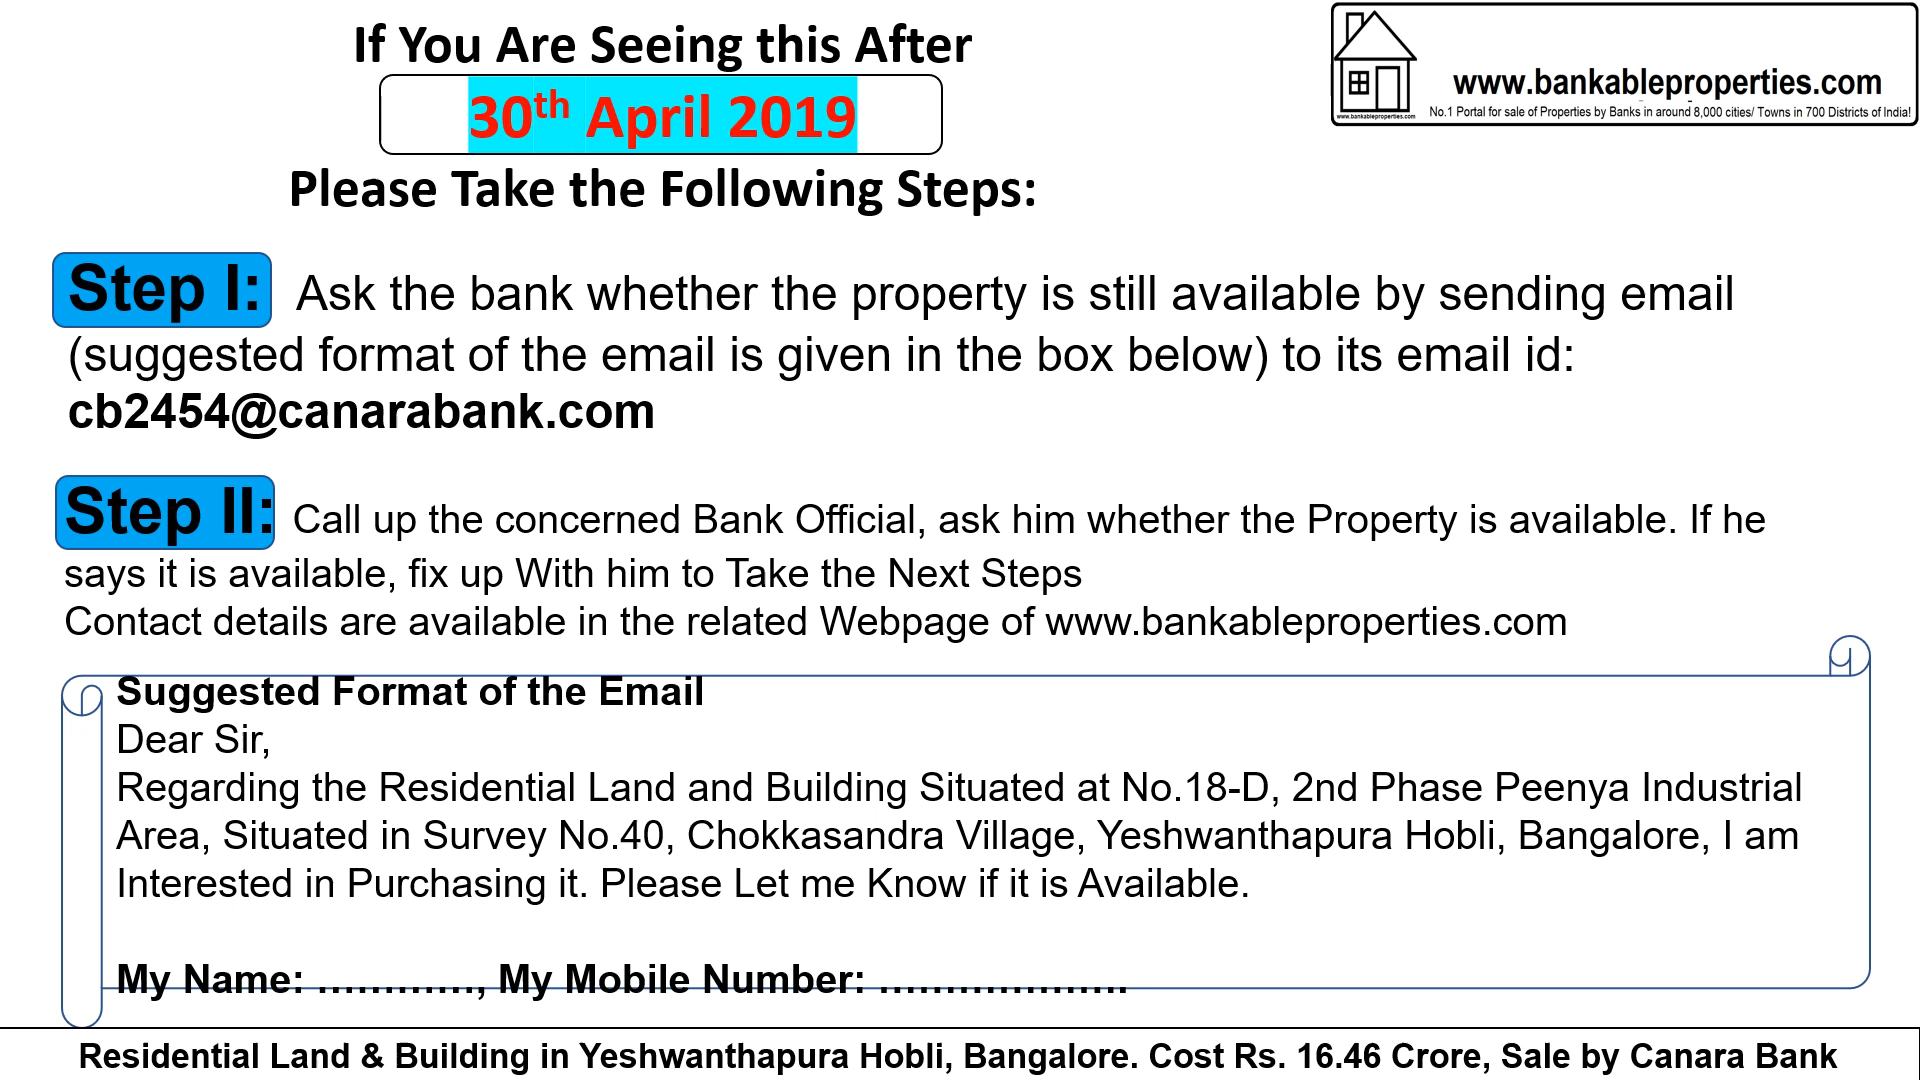 If You Are Seeing this After
30th April 2019
Please Take the Following Steps:
www.bankableproperties.com
No.1 Portal for sale of Properties by Banks in around 8,000 cities/ Towns in 700 Districts of India!
www.bankableproperties.com
Step I: Ask the bank whether the property is still available by sending email
(suggested format of the email is given in the box below) to its email id:
cb2454@canarabank.com
Step II: Call up the concerned Bank Official, ask him whether the Property is available. If he
says it is available, fix up With him to Take the Next Steps
Contact details are available in the related Webpage of www.bankableproperties.com
Suggested Format of the Email
Dear Sir,
Regarding the Residential Land and Building Situated at No.18-D, 2nd Phase Peenya Industrial
Area, Situated in Survey No.40, Chokkasandra Village, Yeshwanthapura Hobli, Bangalore, I am
Interested in Purchasing it. Please Let me Know if it is Available.
My Name: …………, My Mobile Number: ……………….
Residential Land & Building in Yeshwanthapura Hobli, Bangalore. Cost Rs. 16.46 Crore, Sale by Canara Bank